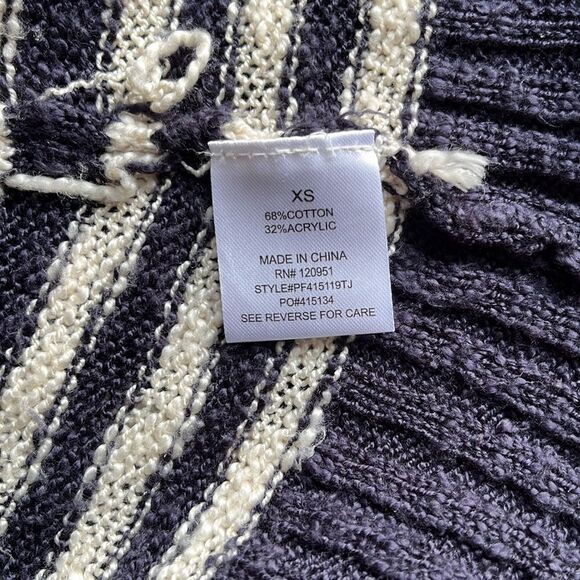 XS
68%COTTON
32%ACRYLIC
MADE IN CHINA
RN# 120951
STYLE#PF415119TJ
PO#415134
SEE REVERSE FOR CARE